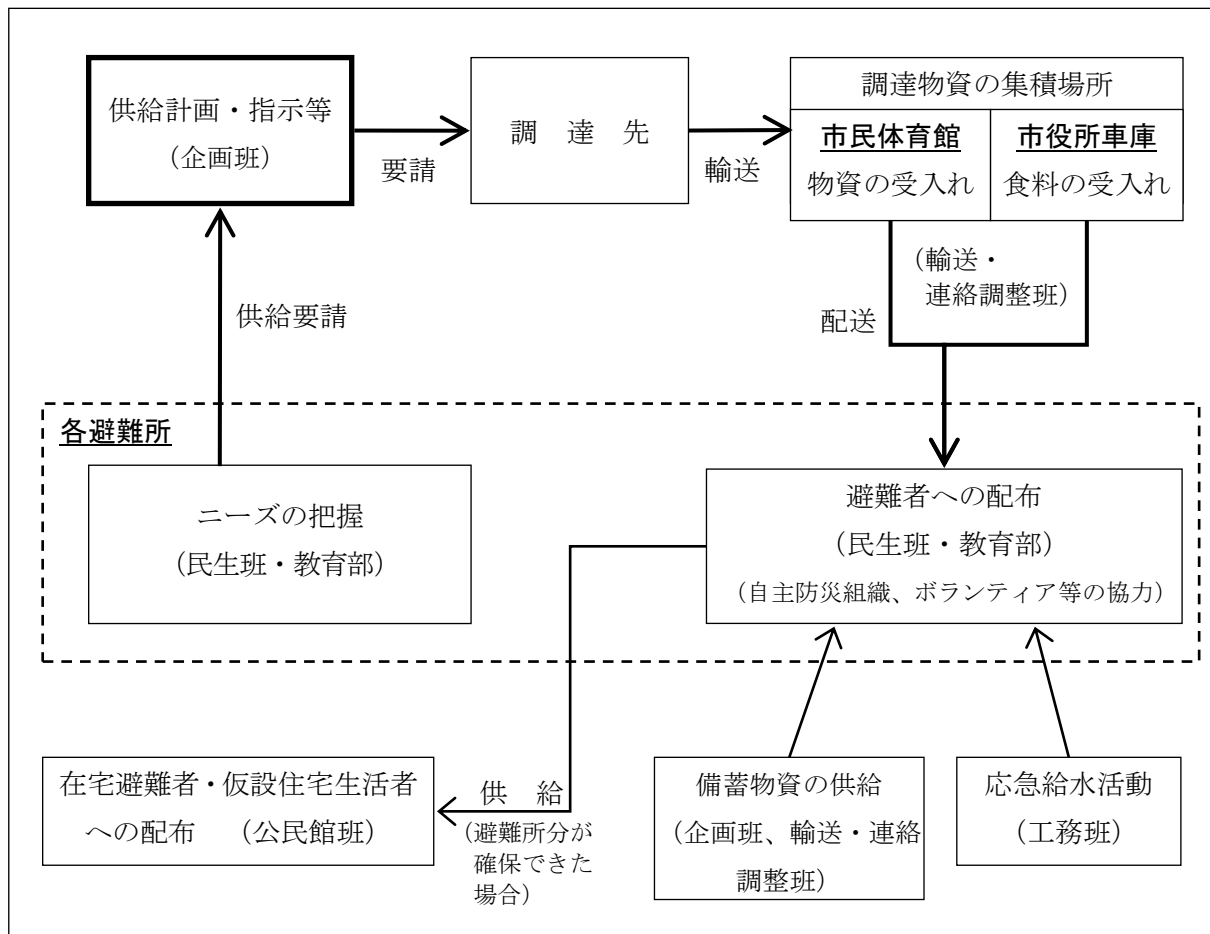 供給計画・指示等
（企画班）
要請
調　達　先
輸送
調達物資の集積場所
市民体育館
物資の受入れ
市役所車庫
食料の受入れ
（輸送・
連絡調整班）
配送
供給要請
各避難所
ニーズの把握
（民生班・教育部）
避難者への配布
（民生班・教育部）
（自主防災組織、ボランティア等の協力）
在宅避難者・仮設住宅生活者
への配布　（公民館班）
供　給
（避難所分が
確保できた
場合）
備蓄物資の供給
（企画班、輸送・連絡
調整班）
応急給水活動
（工務班）